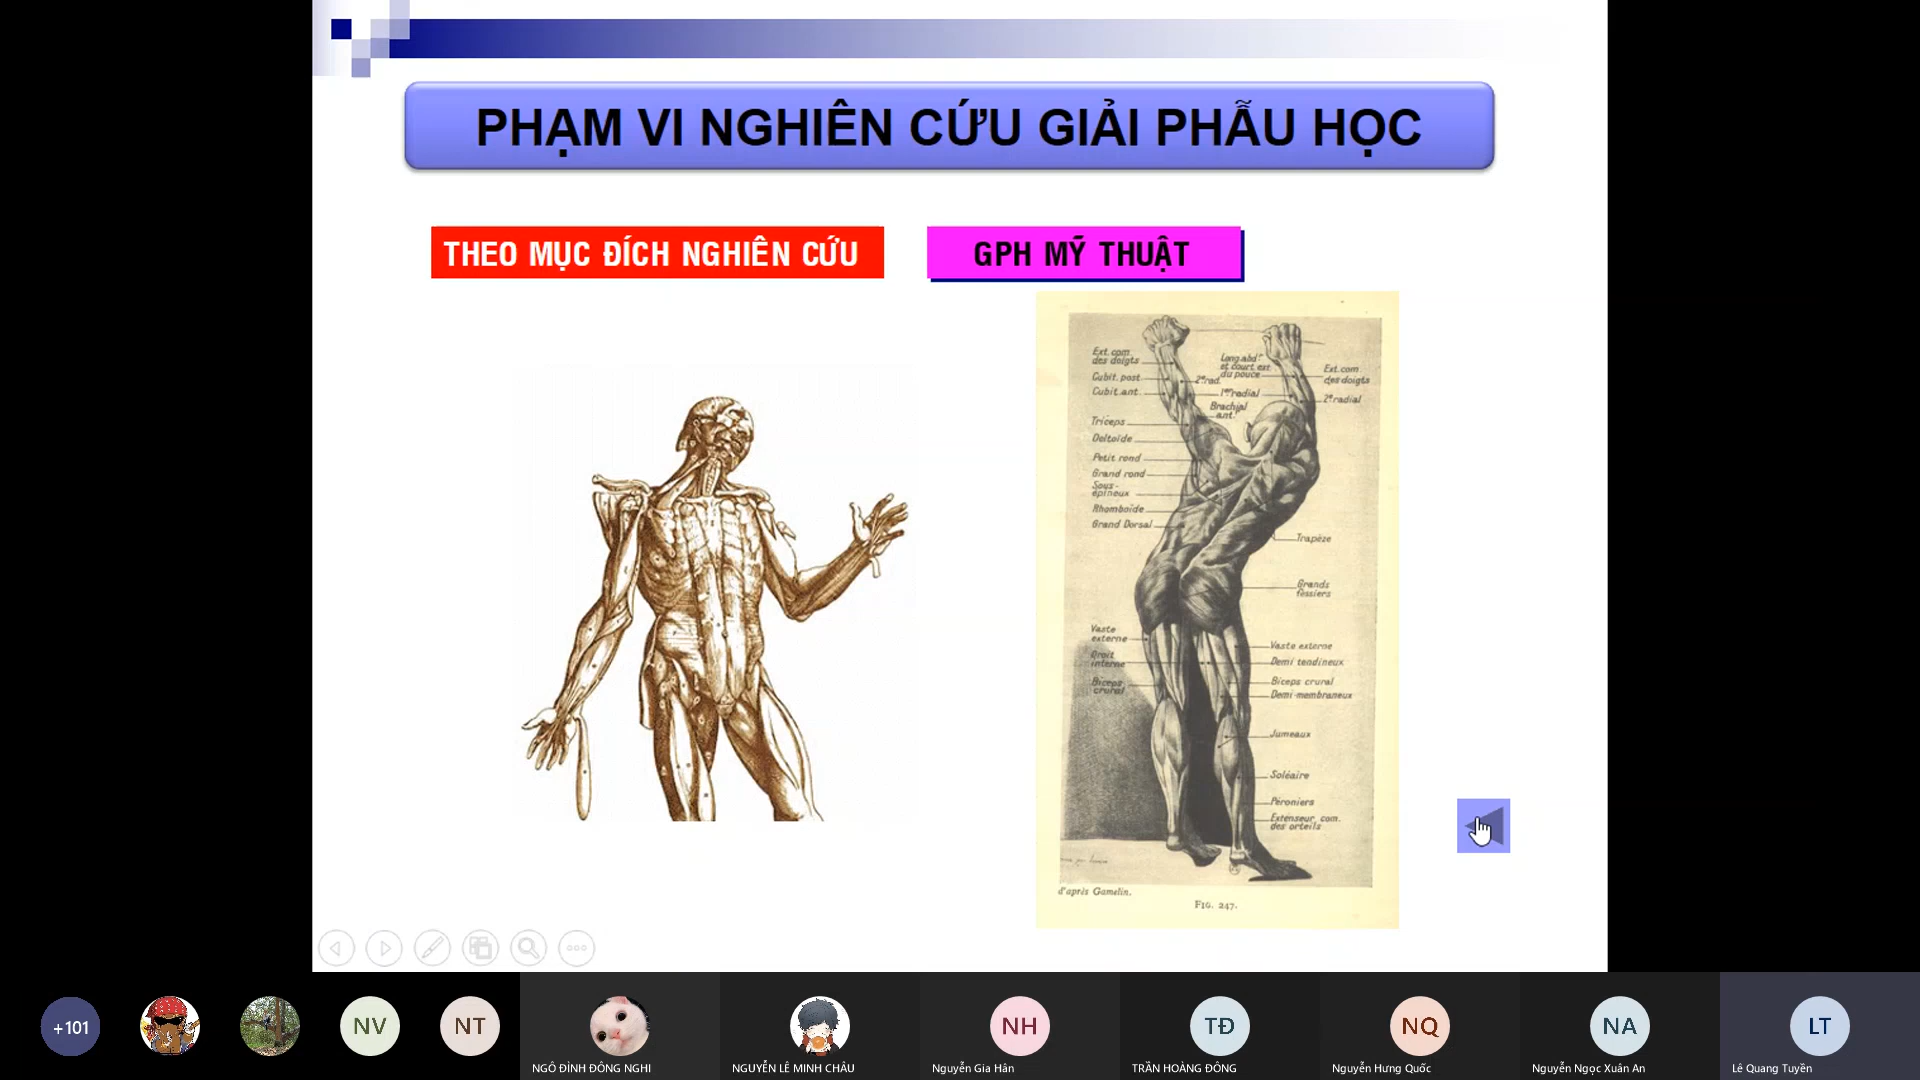 PHẠM VI NGHIÊN CỨU GIẢI PHẪU HỌC
THEO MỤC ĐÍCH NGHIÊN CỨU
GPH MỸ THUẬT
Ext. com.
des doigts
Cubit. post
Cubit. ant.
Triceps
Deltoïde
Petit rond
Grand rond
Sous-
épineux
Rhomboïde
Grand Dorsal
Vaste
externe
Droit
interne
Biceps
crural
Long. abd.r
et court ext.
du pouce
2e rad.
1er radial
Brachial
ant.r
Ext. com.
des doigts
2e radial
Trapèze
Grands
fessiers
Vaste externe
Demi tendineux
Biceps crural
Demi-membraneux
Jumeaux
Soléaire
Péroniers
Extenseur com.
des orteils
d'après Gamelin.
FIG. 247.
+101
NV
NT
NH
TĐ
NQ
NA
LT
NGÔ ĐÌNH ĐÔNG NGHI
NGUYỄN LÊ MINH CHÂU
Nguyễn Gia Hân
TRẦN HOÀNG ĐÔNG
Nguyễn Hưng Quốc
Nguyễn Ngọc Xuân An
Lê Quang Tuyền